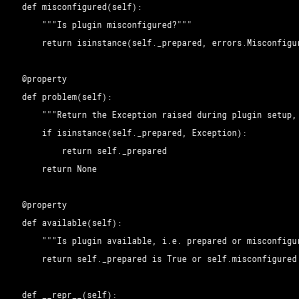 def misconfigured(self):
"""Is plugin misconfigured?"""
return isinstance(self._prepared, errors.Misconfigur
@property
def problem(self):
"""Return the Exception raised during plugin setup,
if isinstance(self._prepared, Exception):
return self._prepared
return None
@property
def available(self):
"""Is plugin available, i.e. prepared or misconfigur
return self._prepared is True or self.misconfigured
def __repr__(self):